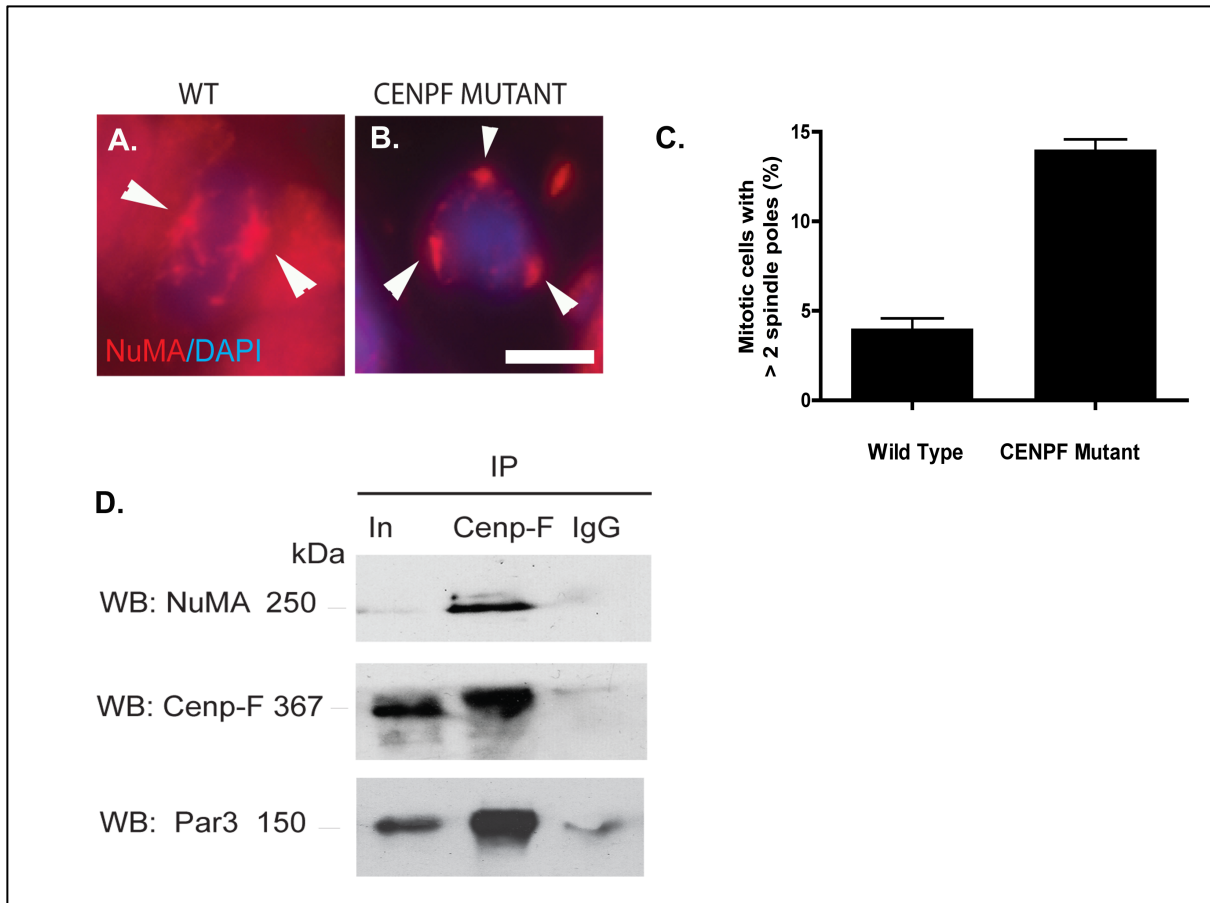 WT
CENPF MUTANT
A.
B.
NuMA/DAPI
C.
Mitotic cells with
> 2 spindle poles (%)
15
10
5
0
Wild Type
CENPF Mutant
D.
IP
In
Cenp-F
IgG
kDa
WB: NuMA 250
WB: Cenp-F 367
WB: Par3 150